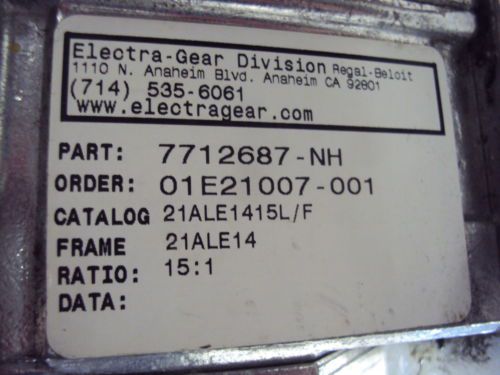 Electra-Gear Division Regal-Beloit
1110 N. Anaheim Blvd. Anaheim CA 92801
(714) 535-6061
www.electragear.com
PART: 7712687-NH
ORDER: 01E21007-001
CATALOG 21ALE1415L/F
FRAME 21ALE14
RATIO: 15:1
DATA: